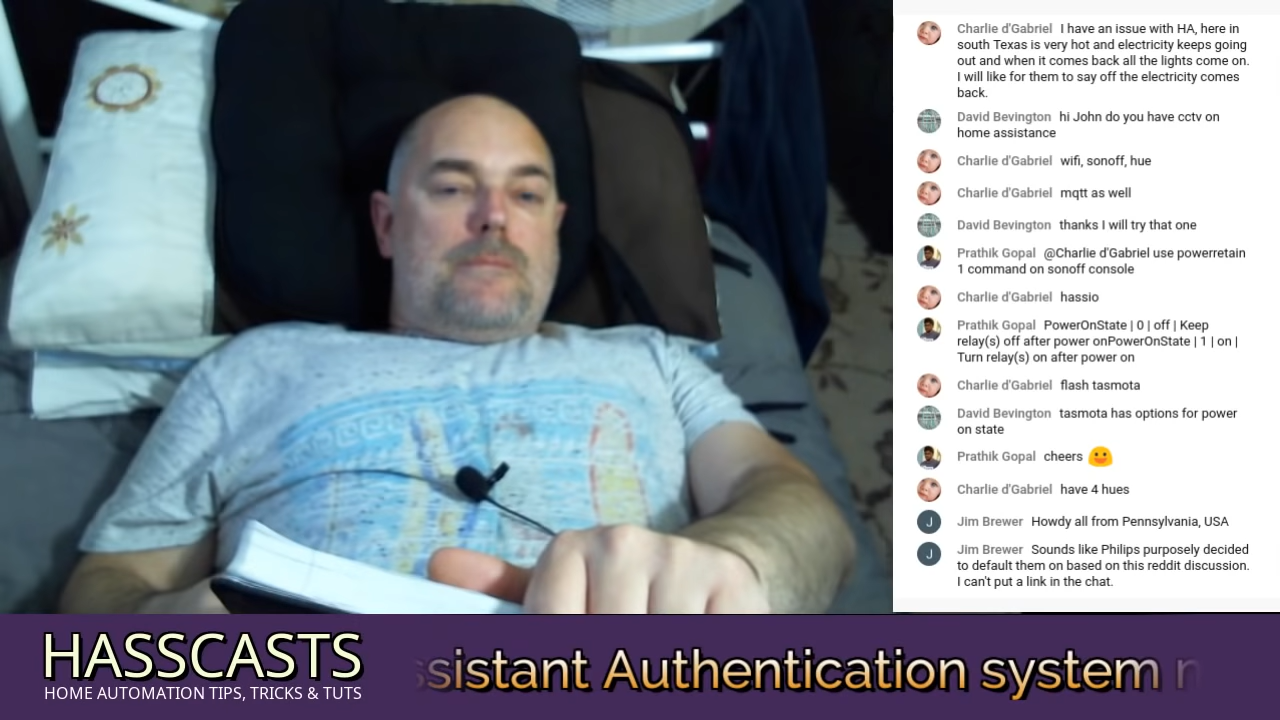 Charlie d'Gabriel I have an issue with HA, here in
south Texas is very hot and electricity keeps going
out and when it comes back all the lights come on.
I will like for them to say off the electricity comes
back.
David Bevington hi John do you have cctv on
home assistance
Charlie d'Gabriel wifi, sonoff, hue
Charlie d'Gabriel mqtt as well
David Bevington thanks I will try that one
Prathik Gopal @Charlie d'Gabriel use powerretain
1 command on sonoff console
Charlie d'Gabriel hassio
Prathik Gopal PowerOnState | 0 | off | Keep
relay(s) off after power onPowerOnState | 1 | on |
Turn relay(s) on after power on
Charlie d'Gabriel flash tasmota
David Bevington tasmota has options for power
on state
Prathik Gopal cheers
Charlie d'Gabriel have 4 hues
J Jim Brewer Howdy all from Pennsylvania, USA
J Jim Brewer Sounds like Philips purposely decided
to default them on based on this reddit discussion.
I can't put a link in the chat.
HASSCASTS
HOME AUTOMATION TIPS, TRICKS & TUTS
ssistant Authentication system